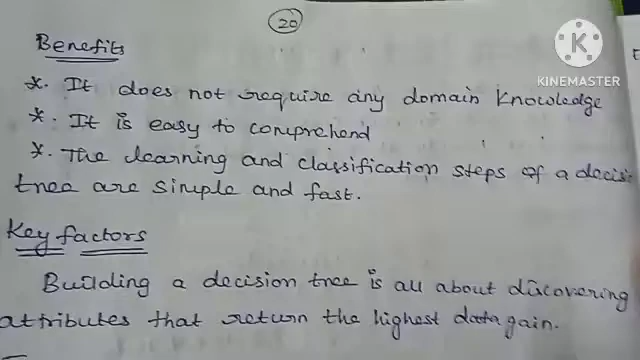 20
Benefits
K
KINEMASTER
*. It does not require any domain knowledge
*. It is easy to comprehend
*. The learning and classification steps of a decisi
tree are simple and fast.
Key factors
Building a decision tree is all about discovering
attributes that return the highest data gain.